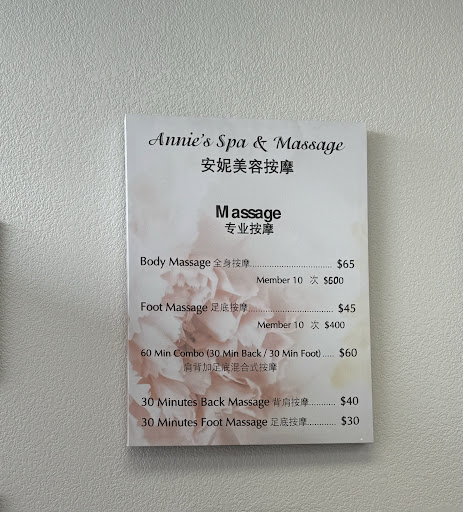 Annie's Spa & Massage
安妮美容按摩
Massage
专业按摩
Body Massage 全身按摩.................................. $65
Member 10 次 $600
Foot Massage 足底按摩................................... $45
Member 10 次 $400
60 Min Combo (30 Min Back / 30 Min Foot)..... $60
肩背加足底混合式按摩
30 Minutes Back Massage 背肩按摩........... $40
30 Minutes Foot Massage 足底按摩............ $30